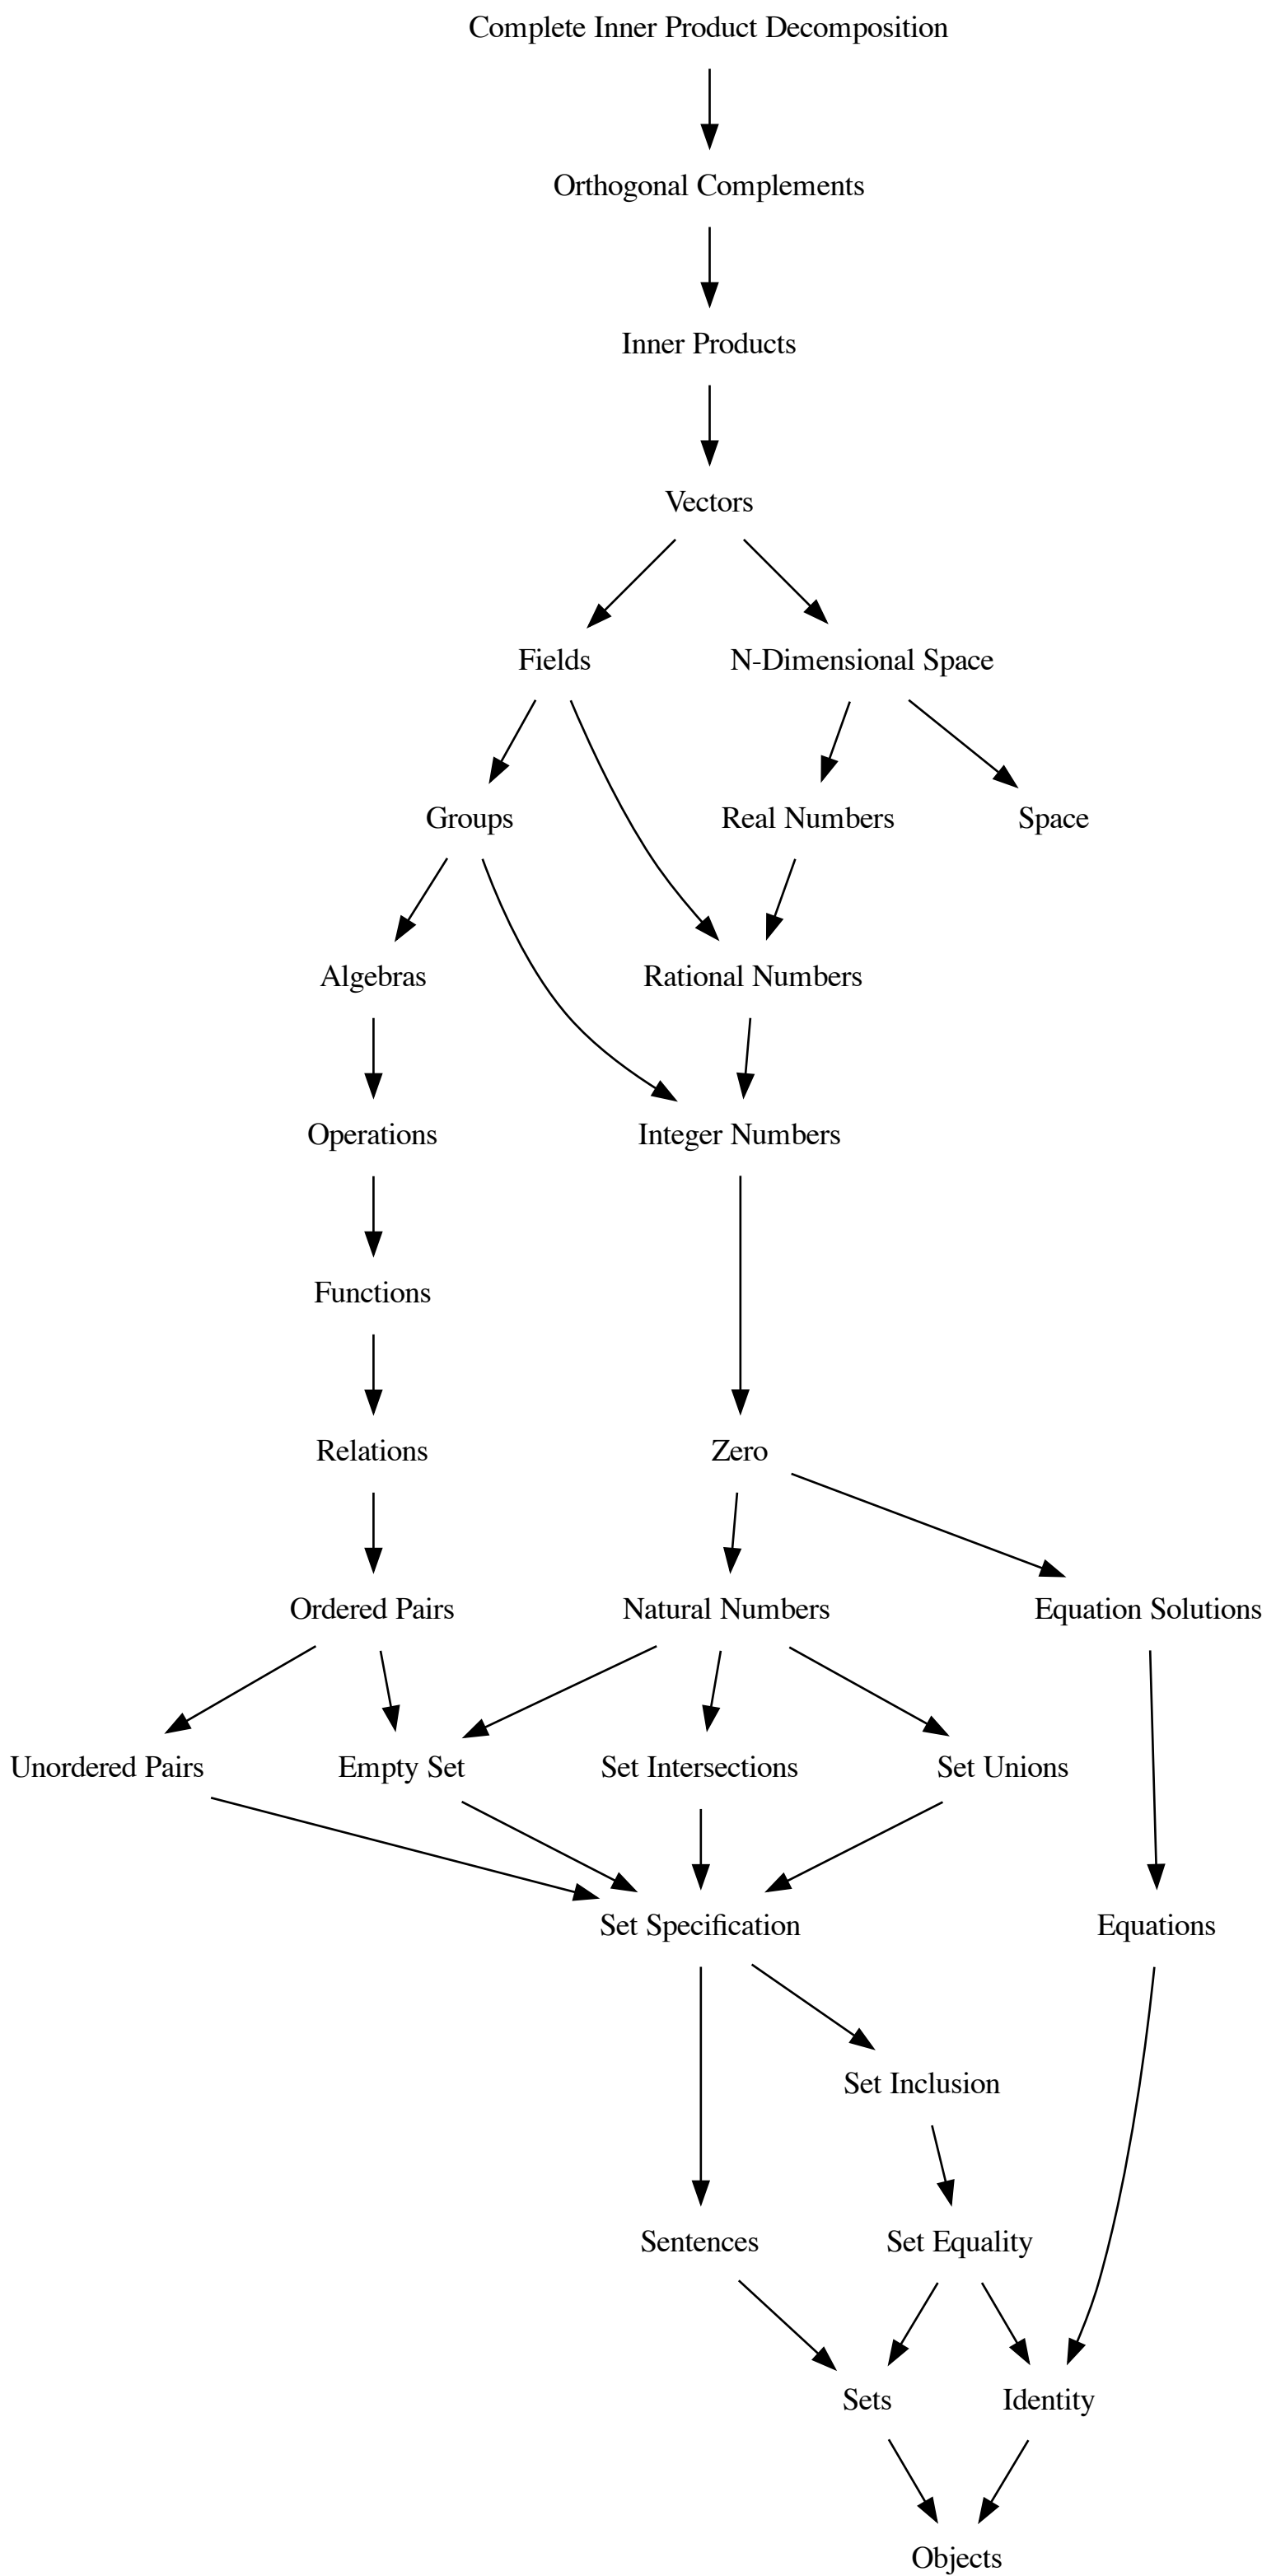 Complete Inner Product Decomposition
Orthogonal Complements
Inner Products
Vectors
Fields
N-Dimensional Space
Groups
Real Numbers
Space
Algebras
Rational Numbers
Operations
Integer Numbers
Functions
Relations
Zero
Ordered Pairs
Natural Numbers
Equation Solutions
Unordered Pairs
Empty Set
Set Intersections
Set Unions
Set Specification
Equations
Set Inclusion
Sentences
Set Equality
Sets
Identity
Objects